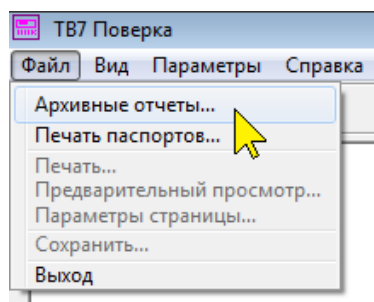 ТВ7 Поверка
Файл Вид Параметры Справка
Архивные отчеты...
Печать паспортов...
Печать...
Предварительный просмотр...
Параметры страницы...
Сохранить...
Выход